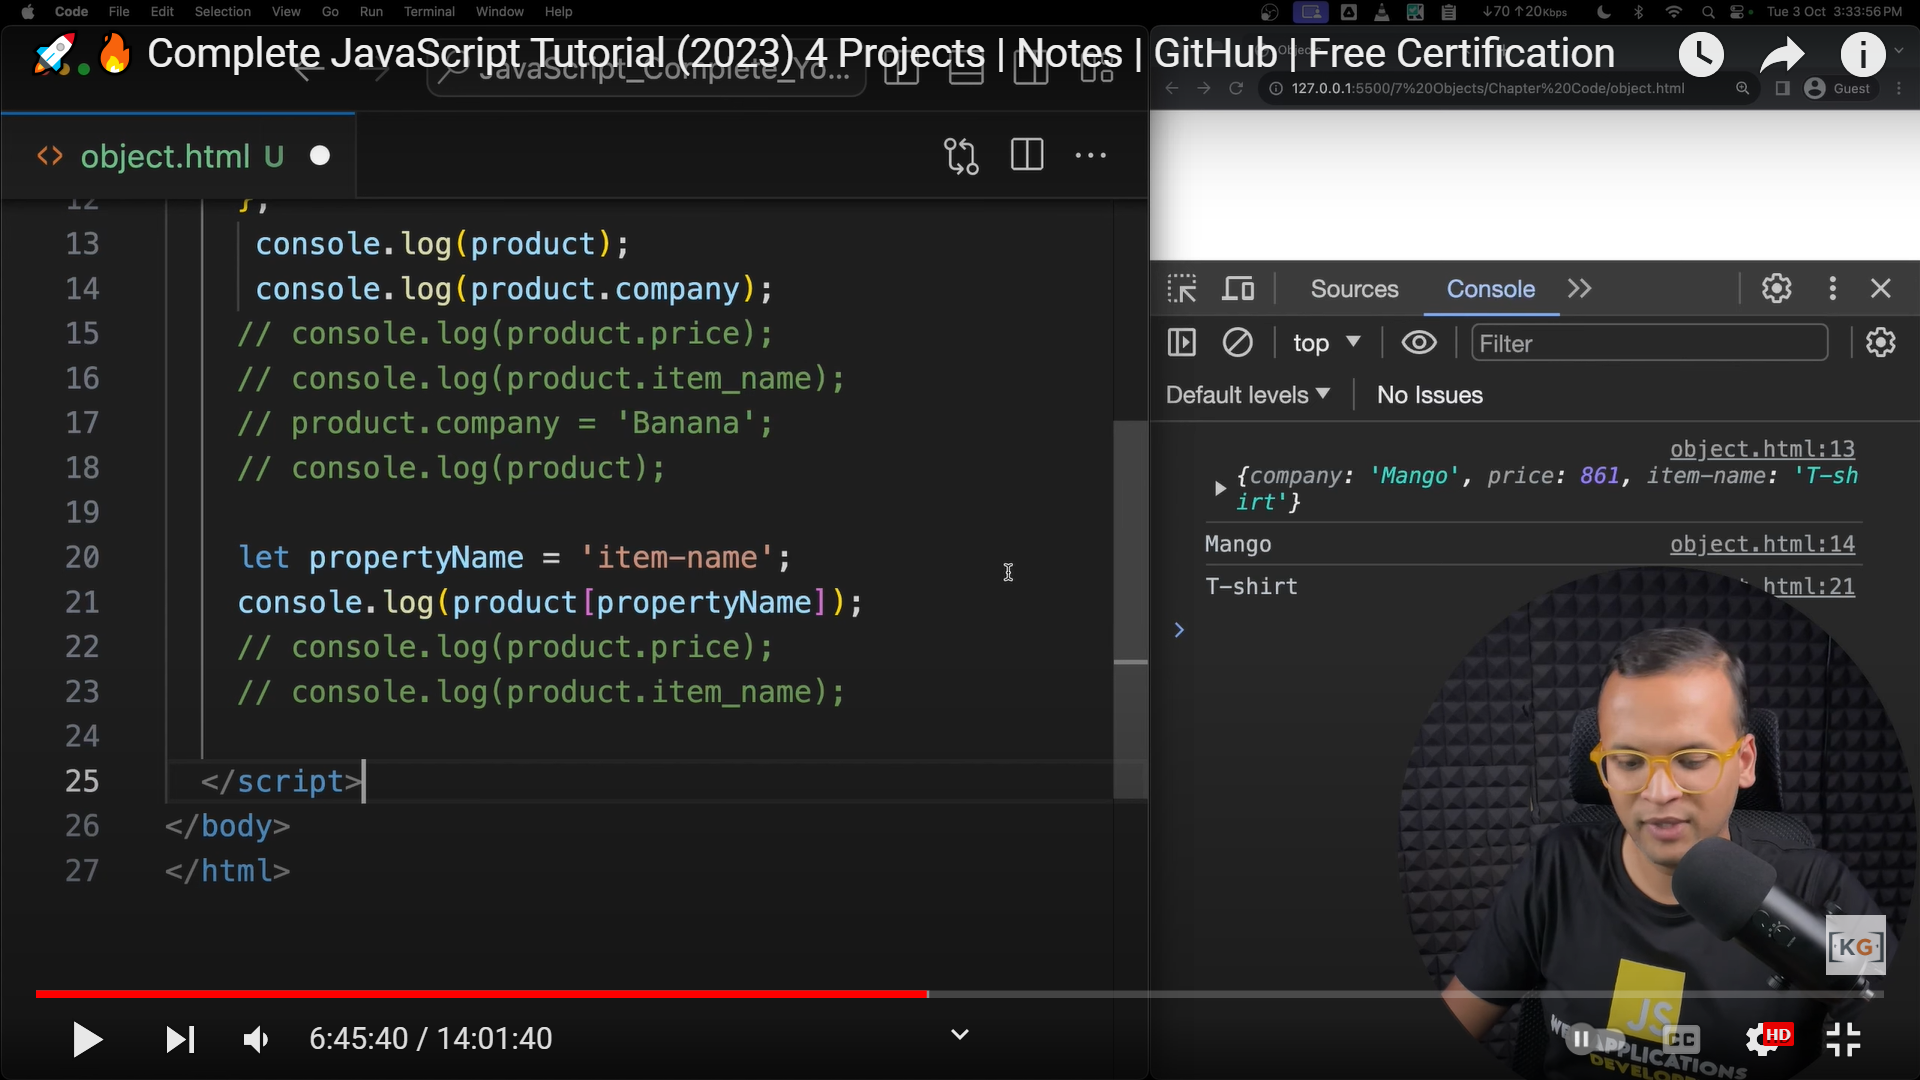 Code File Edit Selection View Go Run Terminal Window Help
↓70 ↑20Kbps Tue 3 Oct 3:33:56 PM
🚀🔥 Complete JavaScript Tutorial (2023) 4 Projects | Notes | GitHub | Free Certification
JavaScript_Complete_Yo...
127.0.0.1:5500/7%20Objects/Chapter%20Code/object.html
Guest
<> object.html U
12 },
13 console.log(product);
14 console.log(product.company);
15 // console.log(product.price);
16 // console.log(product.item_name);
17 // product.company = 'Banana';
18 // console.log(product);
19
20 let propertyName = 'item-name';
21 console.log(product[propertyName]);
22 // console.log(product.price);
23 // console.log(product.item_name);
24
25 </script>
26 </body>
27 </html>
Sources Console
top Filter
Default levels No Issues
object.html:13
{company: 'Mango', price: 861, item-name: 'T-sh
irt'}
Mango object.html:14
T-shirt html:21
KG
JS
APPLICATIONS
6:45:40 / 14:01:40
CC
HD